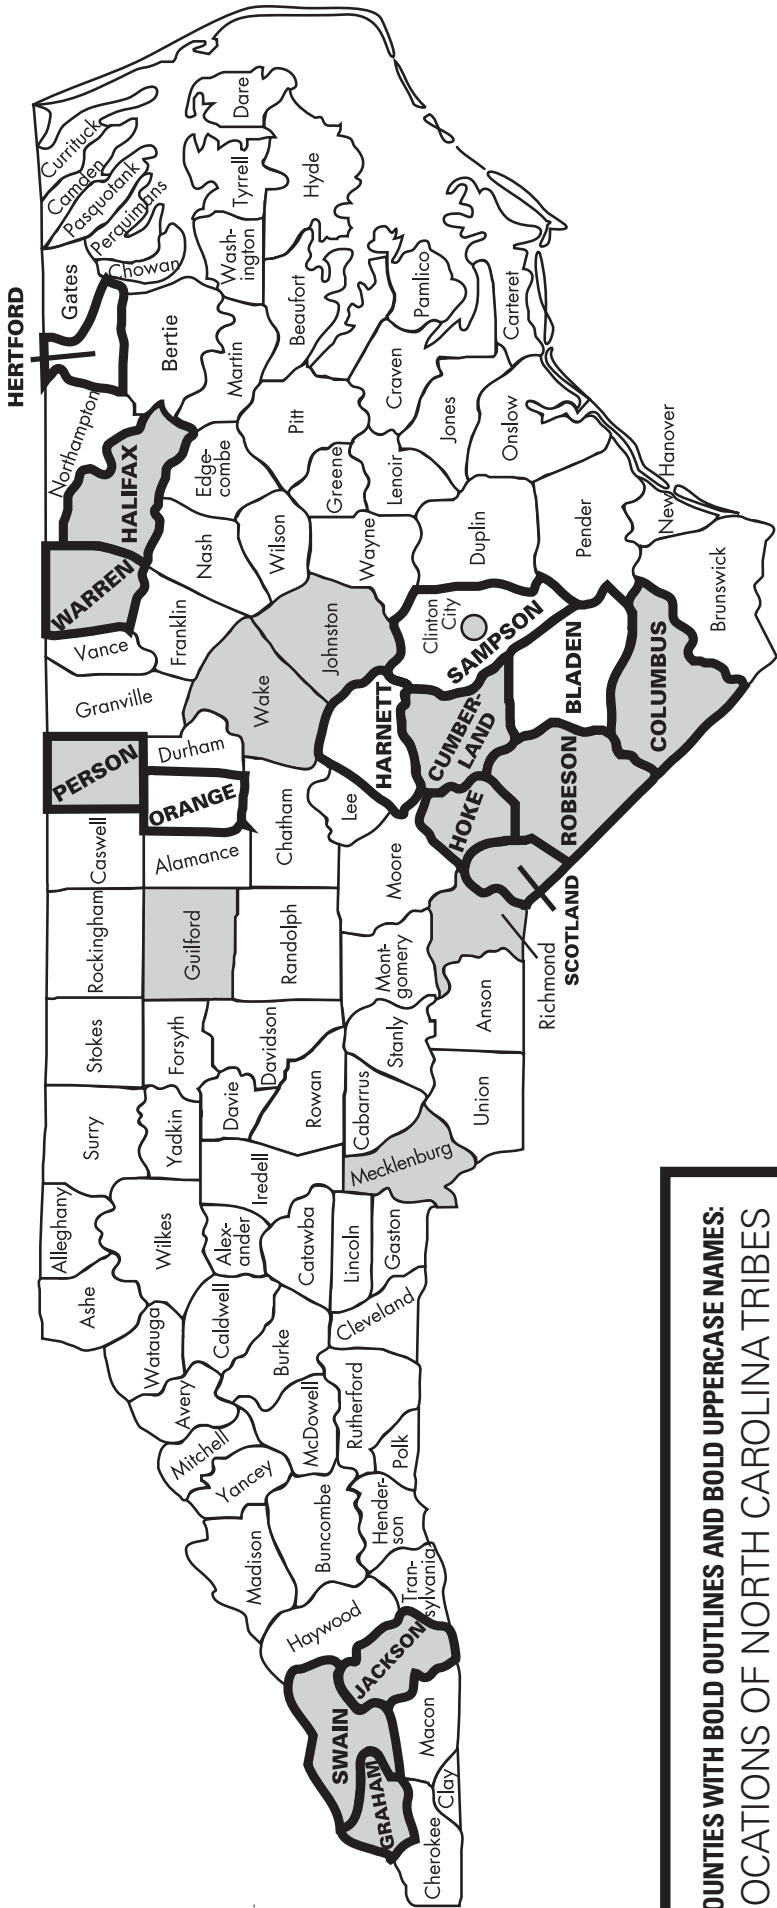 HERTFORD
Ashe
Alleghany
Surry
Stokes
Rockingham
Caswell
PERSON
Granville
Vance
WARREN
HALIFAX
Northampton
Gates
Currituck
Camden
Pasquotank
Perquimans
Chowan
Watauga
Wilkes
Yadkin
Forsyth
Guilford
Alamance
ORANGE
Durham
Franklin
Nash
Edge-
combe
Bertie
Martin
Wash-
ington
Tyrrell
Dare
Mitchell
Avery
Caldwell
Alex-
ander
Iredell
Davie
Davidson
Randolph
Chatham
Wake
Johnston
Wilson
Pitt
Beaufort
Hyde
Madison
Yancey
McDowell
Burke
Catawba
Rowan
Lee
HARNETT
Wayne
Greene
Lenoir
Craven
Pamlico
SWAIN
Haywood
Buncombe
Rutherford
Cleveland
Lincoln
Cabarrus
Stanly
Mont-
gomery
Moore
CUMBER-
LAND
SAMPSON
Clinton
City
Duplin
Jones
Carteret
GRAHAM
JACKSON
Tran-
sylvania
Hender-
son
Polk
Gaston
Mecklenburg
Union
Anson
Richmond
SCOTLAND
HOKE
ROBESON
BLADEN
Pender
Onslow
Cherokee
Clay
Macon
COLUMBUS
Brunswick
New Hanover
OUNTIES WITH BOLD OUTLINES AND BOLD UPPERCASE NAMES:
OCATIONS OF NORTH CAROLINA TRIBES